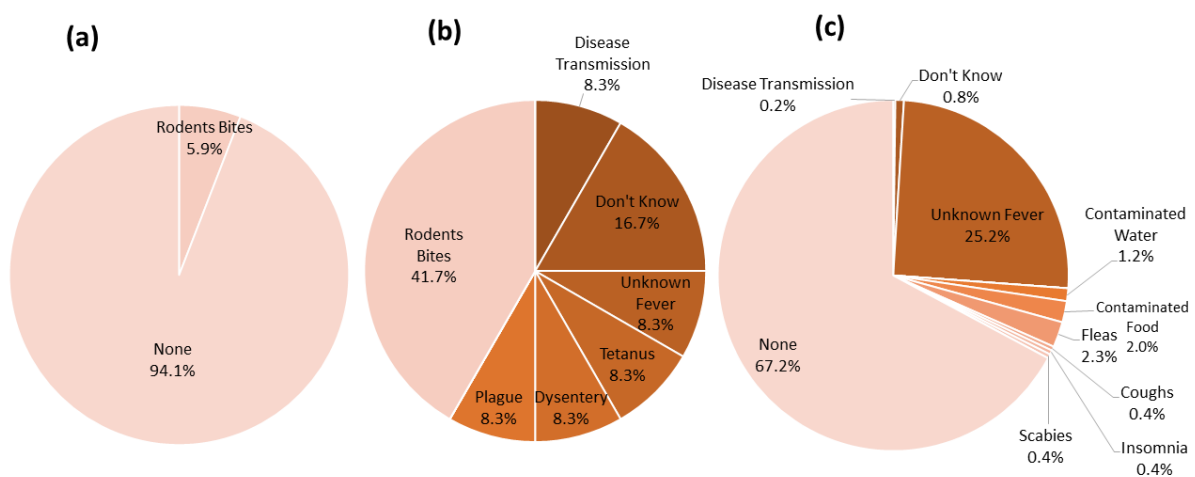 (a)
Rodents Bites
5.9%
None
94.1%
(b)
Disease
Transmission
8.3%
Don't Know
16.7%
Unknown
Fever
8.3%
Tetanus
8.3%
Dysentery
8.3%
Plague
8.3%
Rodents
Bites
41.7%
(c)
Disease Transmission
0.2%
Don't Know
0.8%
Unknown Fever
25.2%
Contaminated
Water
1.2%
Contaminated
Food
2.0%
Fleas
2.3%
Coughs
0.4%
Insomnia
0.4%
Scabies
0.4%
None
67.2%